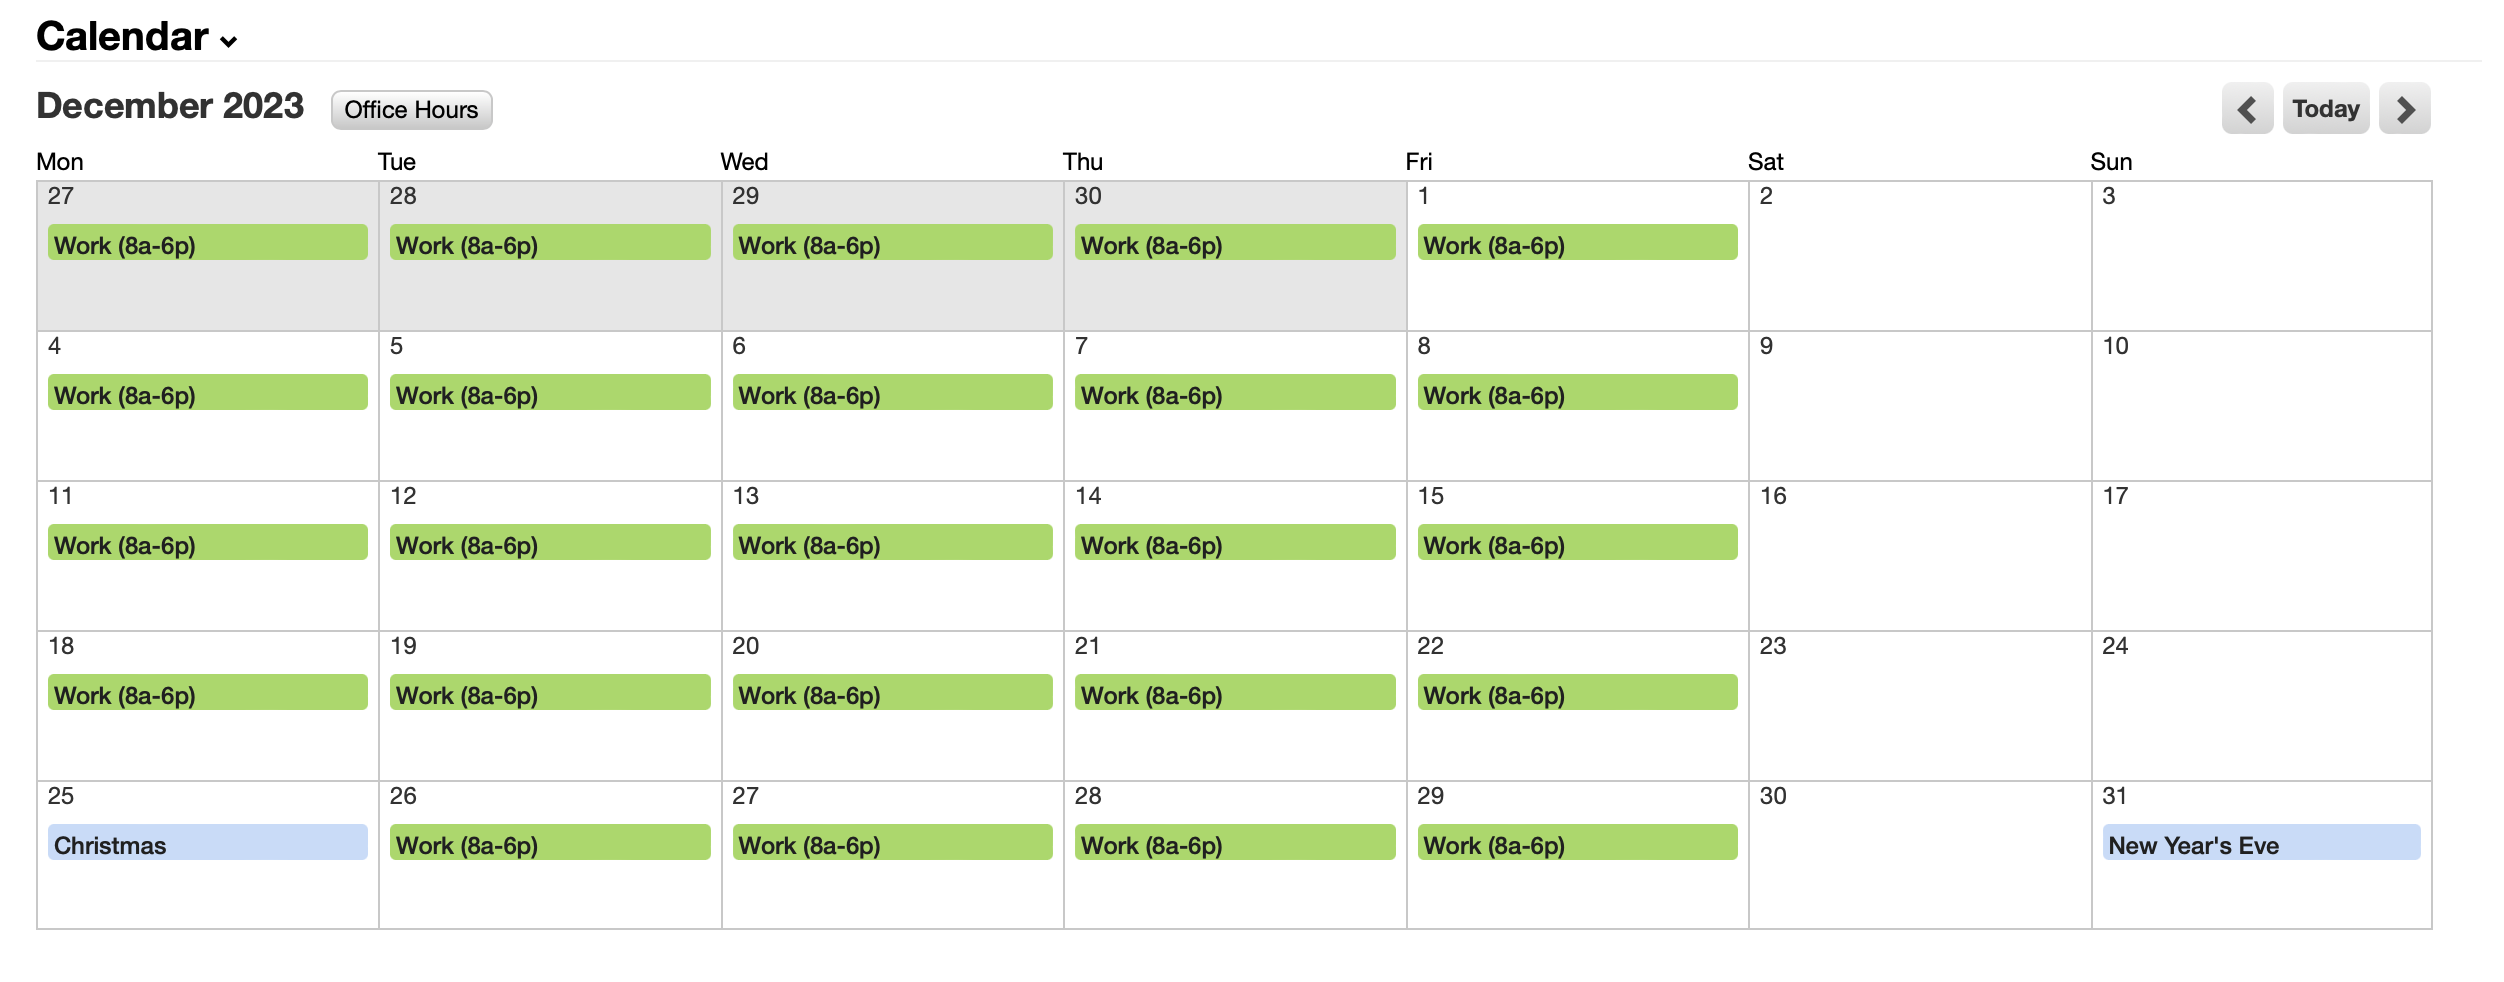 Calendar
December 2023 Office Hours Today
Mon Tue Wed Thu Fri Sat Sun
27 28 29 30 1 2 3
Work (8a-6p) Work (8a-6p) Work (8a-6p) Work (8a-6p) Work (8a-6p)
4 5 6 7 8 9 10
Work (8a-6p) Work (8a-6p) Work (8a-6p) Work (8a-6p) Work (8a-6p)
11 12 13 14 15 16 17
Work (8a-6p) Work (8a-6p) Work (8a-6p) Work (8a-6p) Work (8a-6p)
18 19 20 21 22 23 24
Work (8a-6p) Work (8a-6p) Work (8a-6p) Work (8a-6p) Work (8a-6p)
25 26 27 28 29 30 31
Christmas Work (8a-6p) Work (8a-6p) Work (8a-6p) Work (8a-6p) New Year's Eve